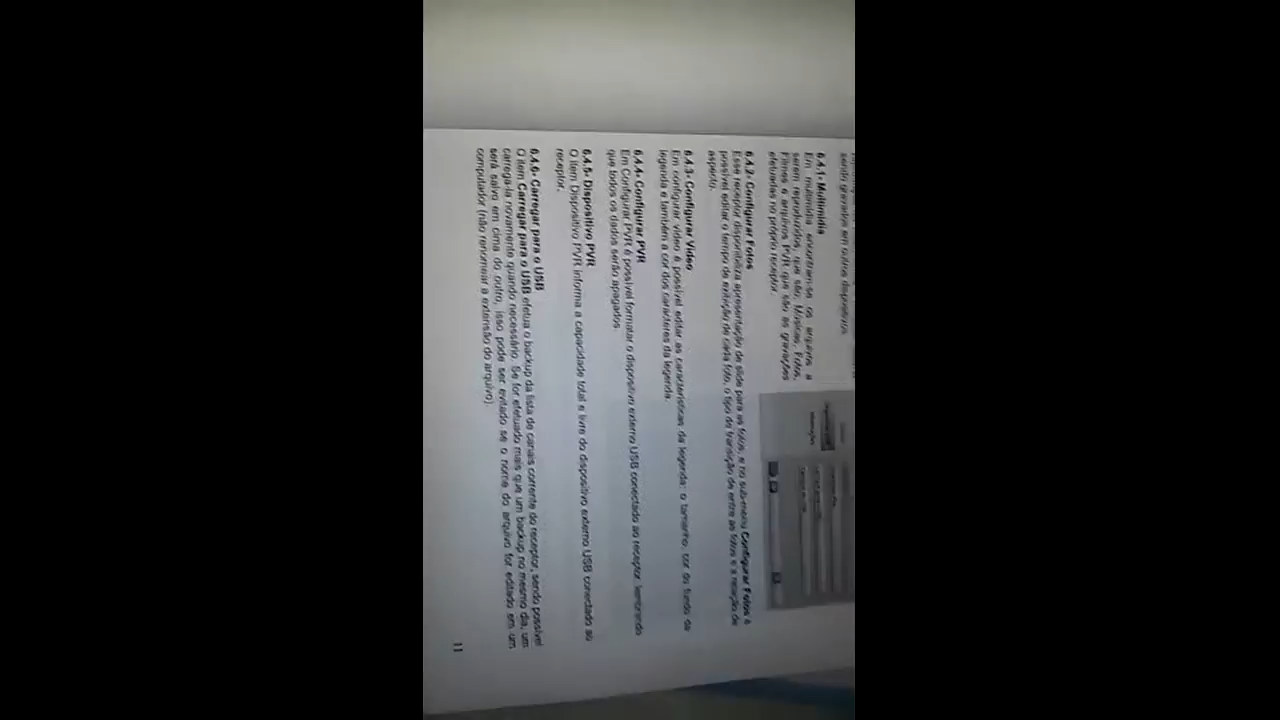 sendo gravados em outros dispositivos
6.4.1- Multimídia
Em multimídia encontram-se os arquivos a
serem reproduzidos, que são: Músicas, Fotos,
Filmes e arquivos PVR que são as gravações
efetuadas no próprio receptor.
6.4.2- Configurar Fotos
Esse receptor disponibiliza apresentação de slide para as fotos, e no sub-menu Configurar Fotos é
possível editar o tempo de exibição de cada foto, o tipo de transição de entre as fotos e a relação de
aspecto.
6.4.3- Configurar Vídeo
Em configurar vídeo é possível editar as características da legenda: o tamanho, cor do fundo da
legenda e também a cor dos caracteres da legenda.
6.4.4- Configurar PVR
Em Configurar PVR é possível formatar o dispositivo externo USB conectado ao receptor, lembrando
que todos os dados serão apagados.
6.4.5- Dispositivo PVR
O item Dispositivo PVR informa a capacidade total e livre do dispositivo externo USB conectado ao
receptor.
6.4.6- Carregar para o USB
O item Carregar para o USB efetua o backup da lista de canais corrente do receptor, sendo possível
carrega-la novamente quando necessário. Se for efetuado mais que um backup no mesmo dia, um
será salvo em cima do outro, isso pode ser evitado se o nome do arquivo for editado em um
computador (não renomear a extensão do arquivo).
11